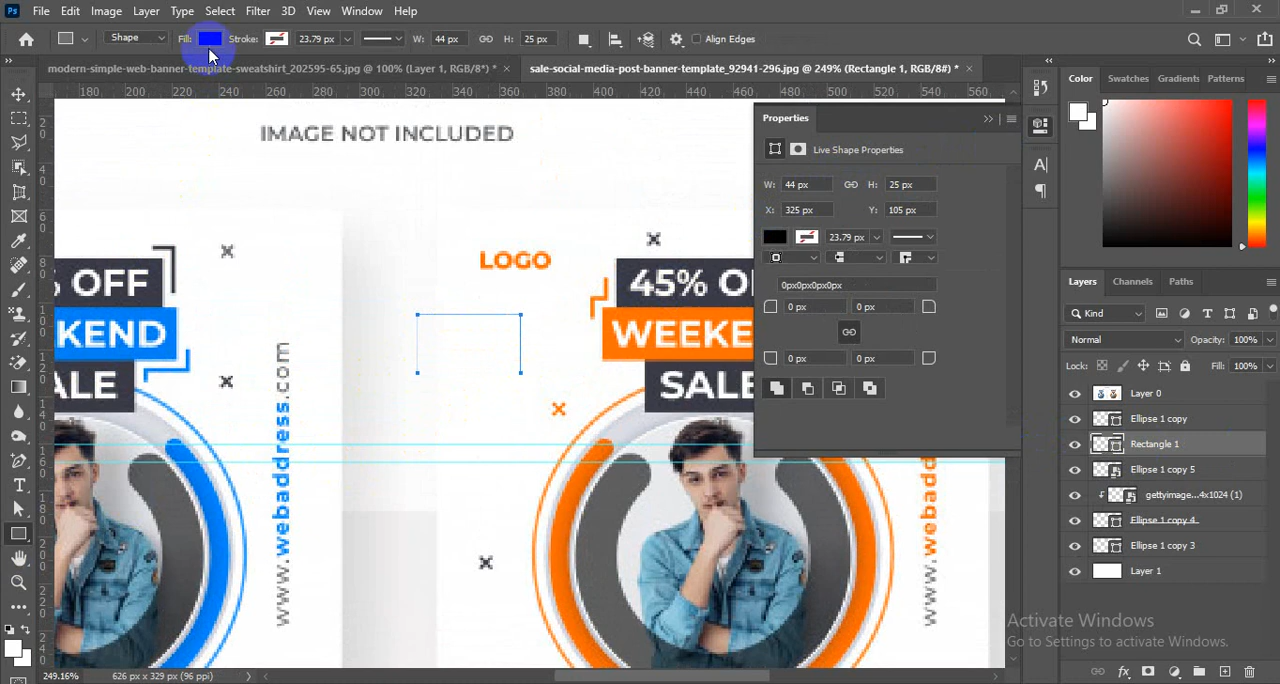 Ps File Edit Image Layer Type Select Filter 3D View Window Help
Shape Fill: Stroke: 23.79 px W: 44 px H: 25 px Align Edges
modern-simple-web-banner-template-sweatshirt_202595-65.jpg @ 100% (Layer 1, RGB/8*) * ×
sale-social-media-post-banner-template_92941-296.jpg @ 249% (Rectangle 1, RGB/8#) * ×
180 200 220 240 260 280 300 320 340 360 380 400 420 440 460 480 500 520 540 560
IMAGE NOT INCLUDED
% OFF
KEND
ALE
www.webaddress.com
LOGO
45% O
WEEKE
SALE
www.webadd
Properties
Live Shape Properties
W: 44 px H: 25 px
X: 325 px Y: 105 px
23.79 px
0px0px0px0px
0 px 0 px
0 px 0 px
Color Swatches Gradients Patterns
Layers Channels Paths
Kind
Normal Opacity: 100%
Lock: Fill: 100%
Layer 0
Ellipse 1 copy
Rectangle 1
Ellipse 1 copy 5
gettyimage...4x1024 (1)
Ellipse 1 copy 4
Ellipse 1 copy 3
Layer 1
Activate Windows
Go to Settings to activate Windows.
249.16% 626 px x 329 px (96 ppi)